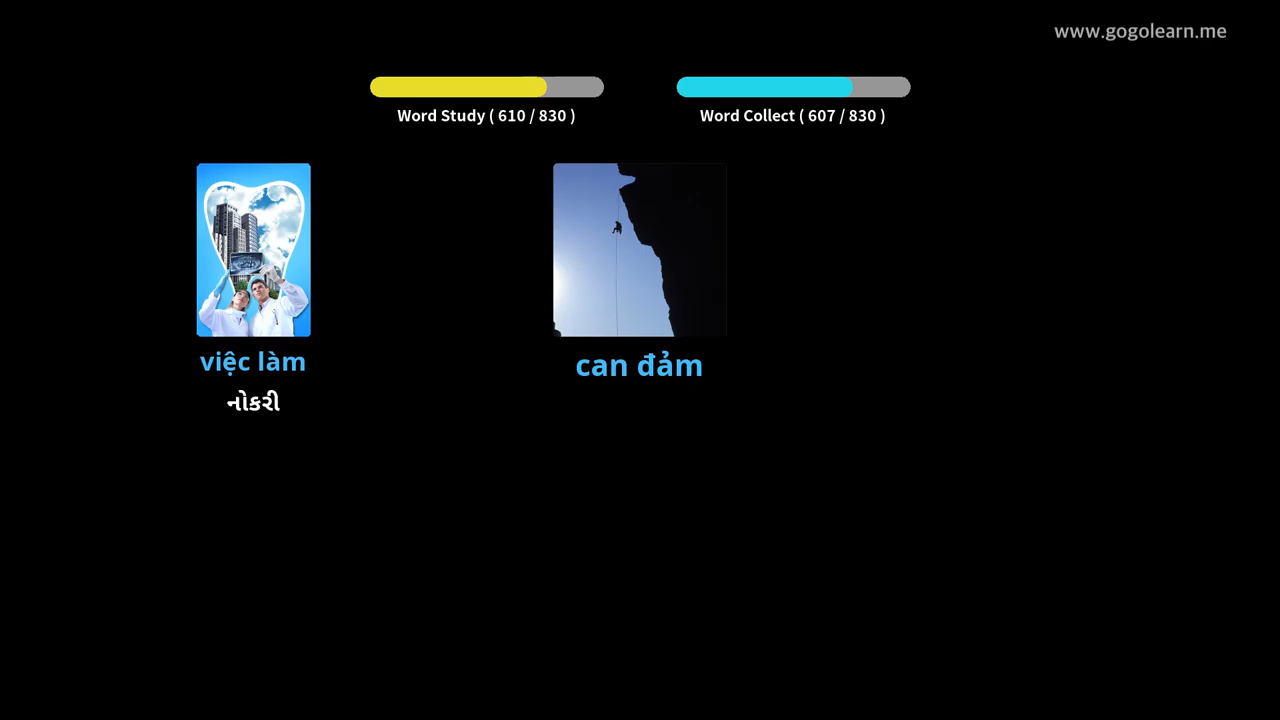 www.gogolearn.me
Word Study ( 610 / 830 )
Word Collect ( 607 / 830 )
việc làm
નોકરી
can đảm